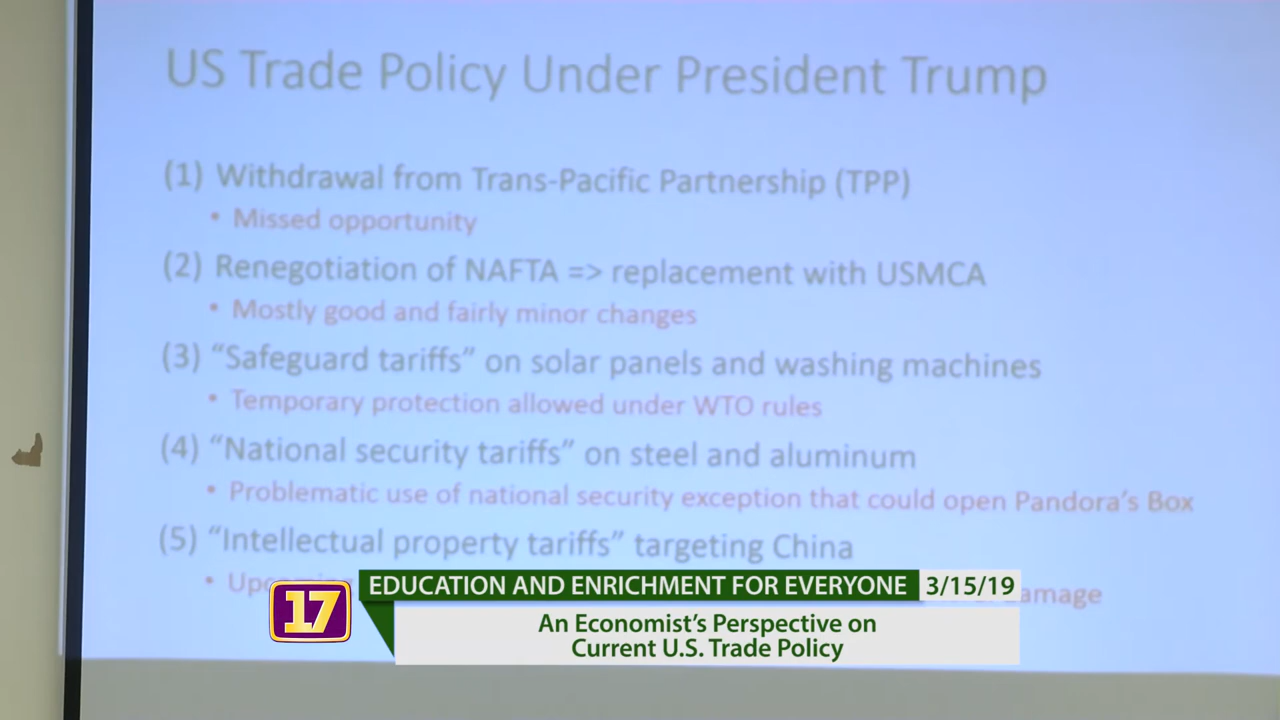 US Trade Policy Under President Trump
(1) Withdrawal from Trans-Pacific Partnership (TPP)
• Missed opportunity
(2) Renegotiation of NAFTA => replacement with USMCA
• Mostly good and fairly minor changes
(3) “Safeguard tariffs” on solar panels and washing machines
• Temporary protection allowed under WTO rules
(4) “National security tariffs” on steel and aluminum
• Problematic use of national security exception that could open Pandora’s Box
(5) “Intellectual property tariffs” targeting China
•
17
EDUCATION AND ENRICHMENT FOR EVERYONE 3/15/19
An Economist’s Perspective on
Current U.S. Trade Policy